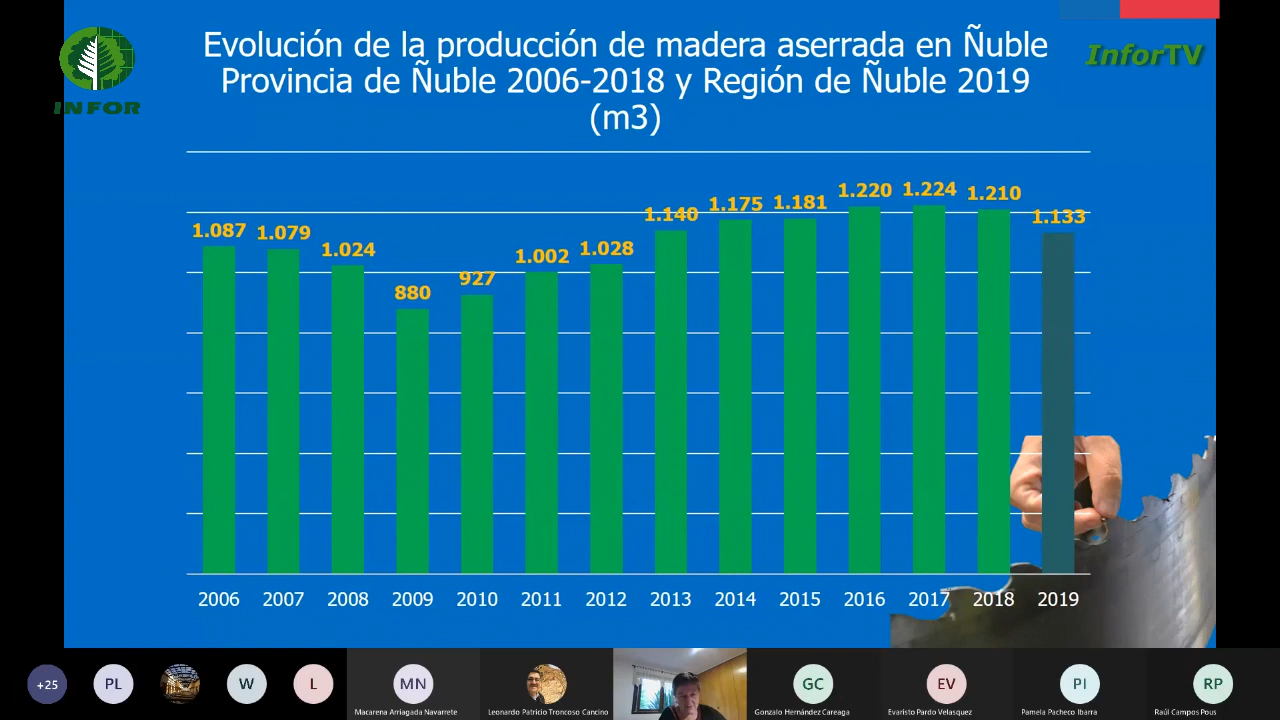 INFOR
Evolución de la producción de madera aserrada en Ñuble
Provincia de Ñuble 2006-2018 y Región de Ñuble 2019
(m3)
InforTV
1.087
1.079
1.024
880
927
1.002
1.028
1.140
1.175
1.181
1.220
1.224
1.210
1.133
2006 2007 2008 2009 2010 2011 2012 2013 2014 2015 2016 2017 2018 2019
+25 PL W L MN GC EV PI RP
Macarena Arriagada Navarrete Leonardo Patricio Troncoso Cancino Gonzalo Hernández Careaga Evaristo Pardo Velasquez Pamela Pacheco Ibarra Raúl Campos Pous